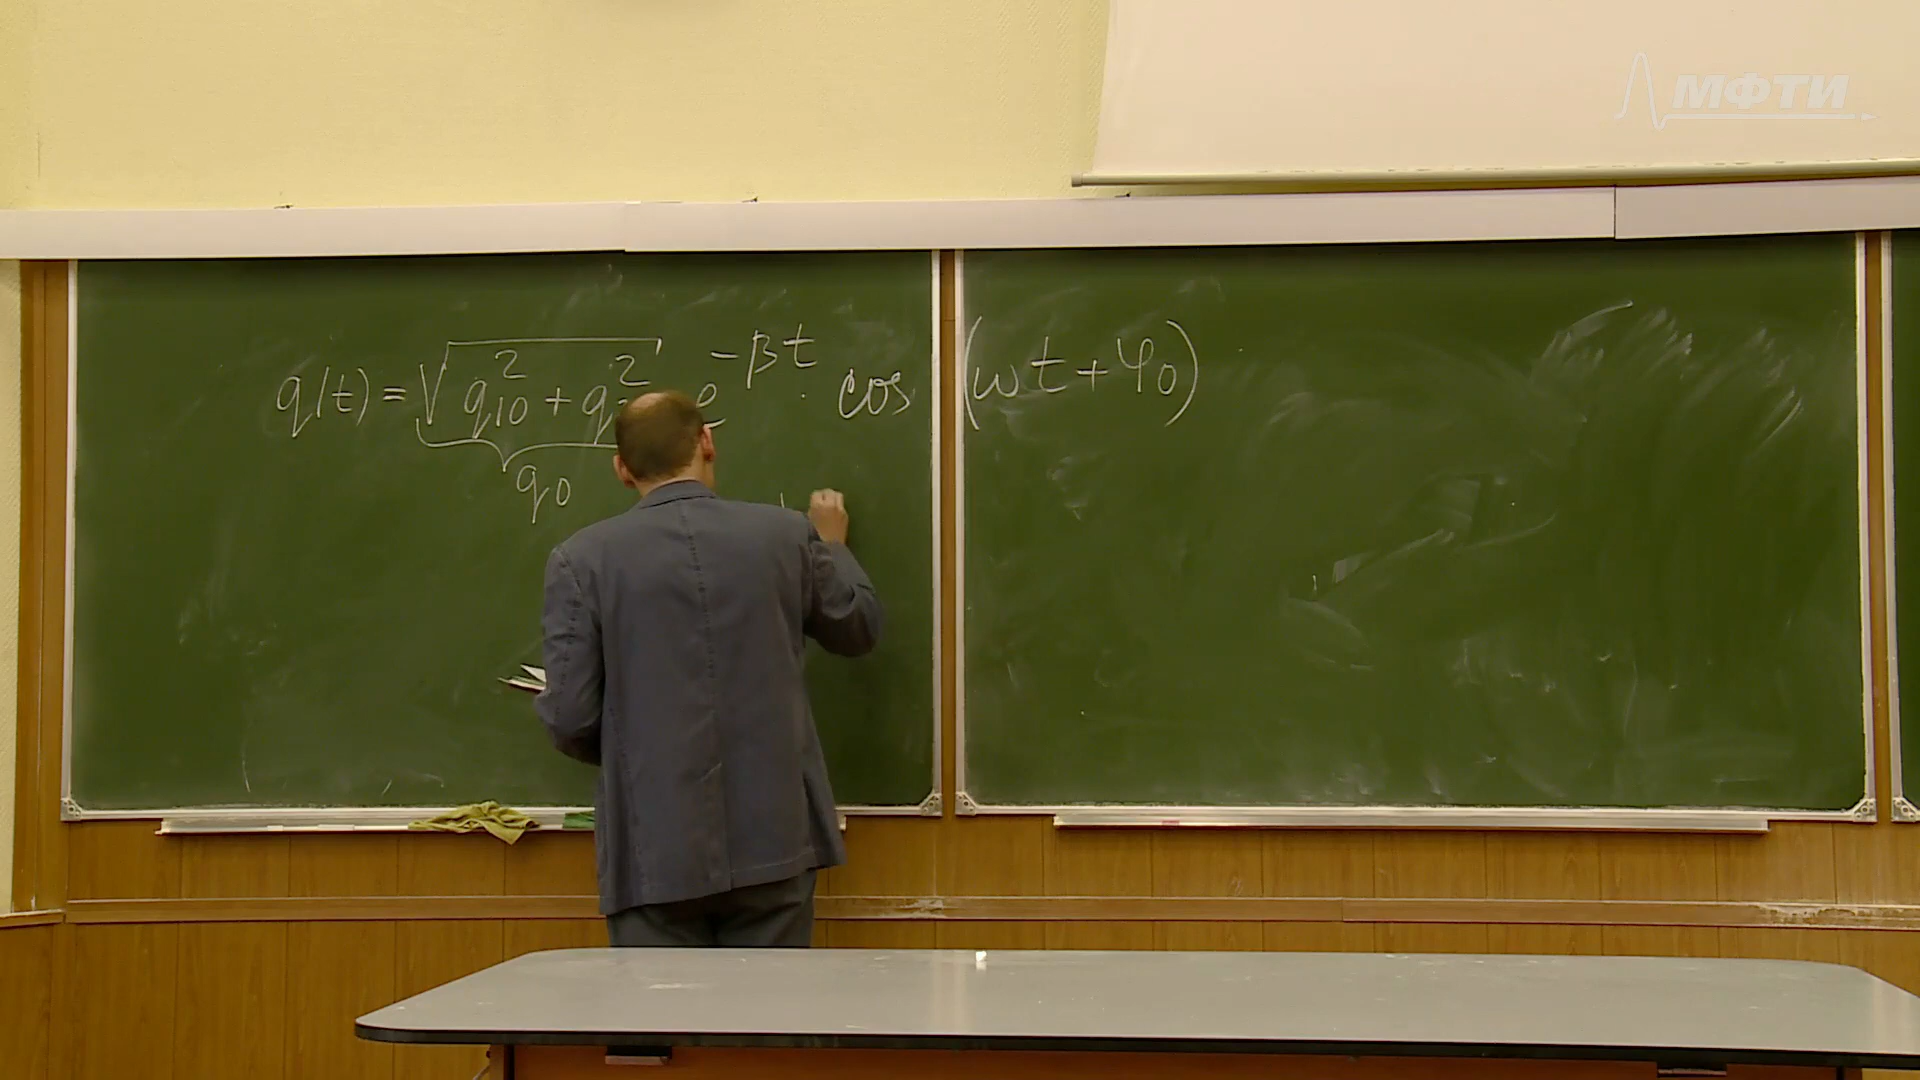 МФТИ
q(t) = √(q₁₀² + q²) e^(-βt) · cos (ωt + φ₀)
q₀